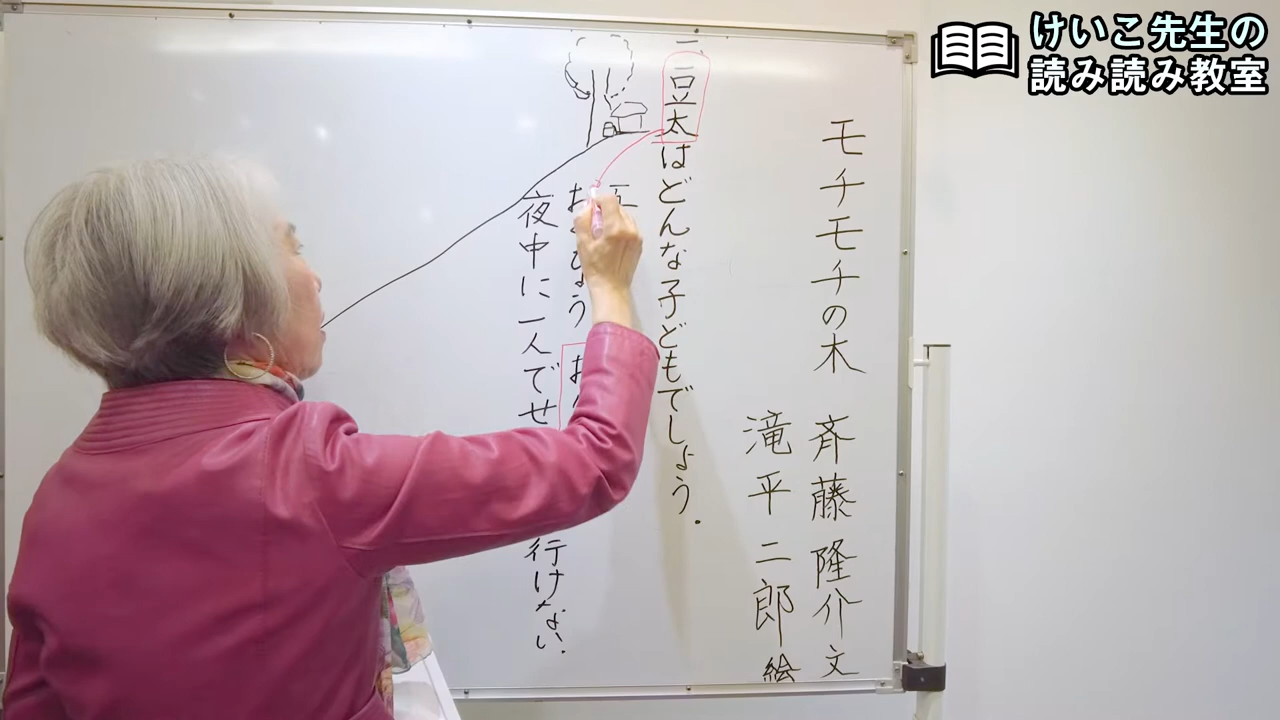 けいこ先生の
読み読み教室
モチモチの木 斉藤隆介 文
滝平二郎 絵
一、豆太はどんな子どもでしょう.
五
おくびょう
夜中に一人でせ 行けない.